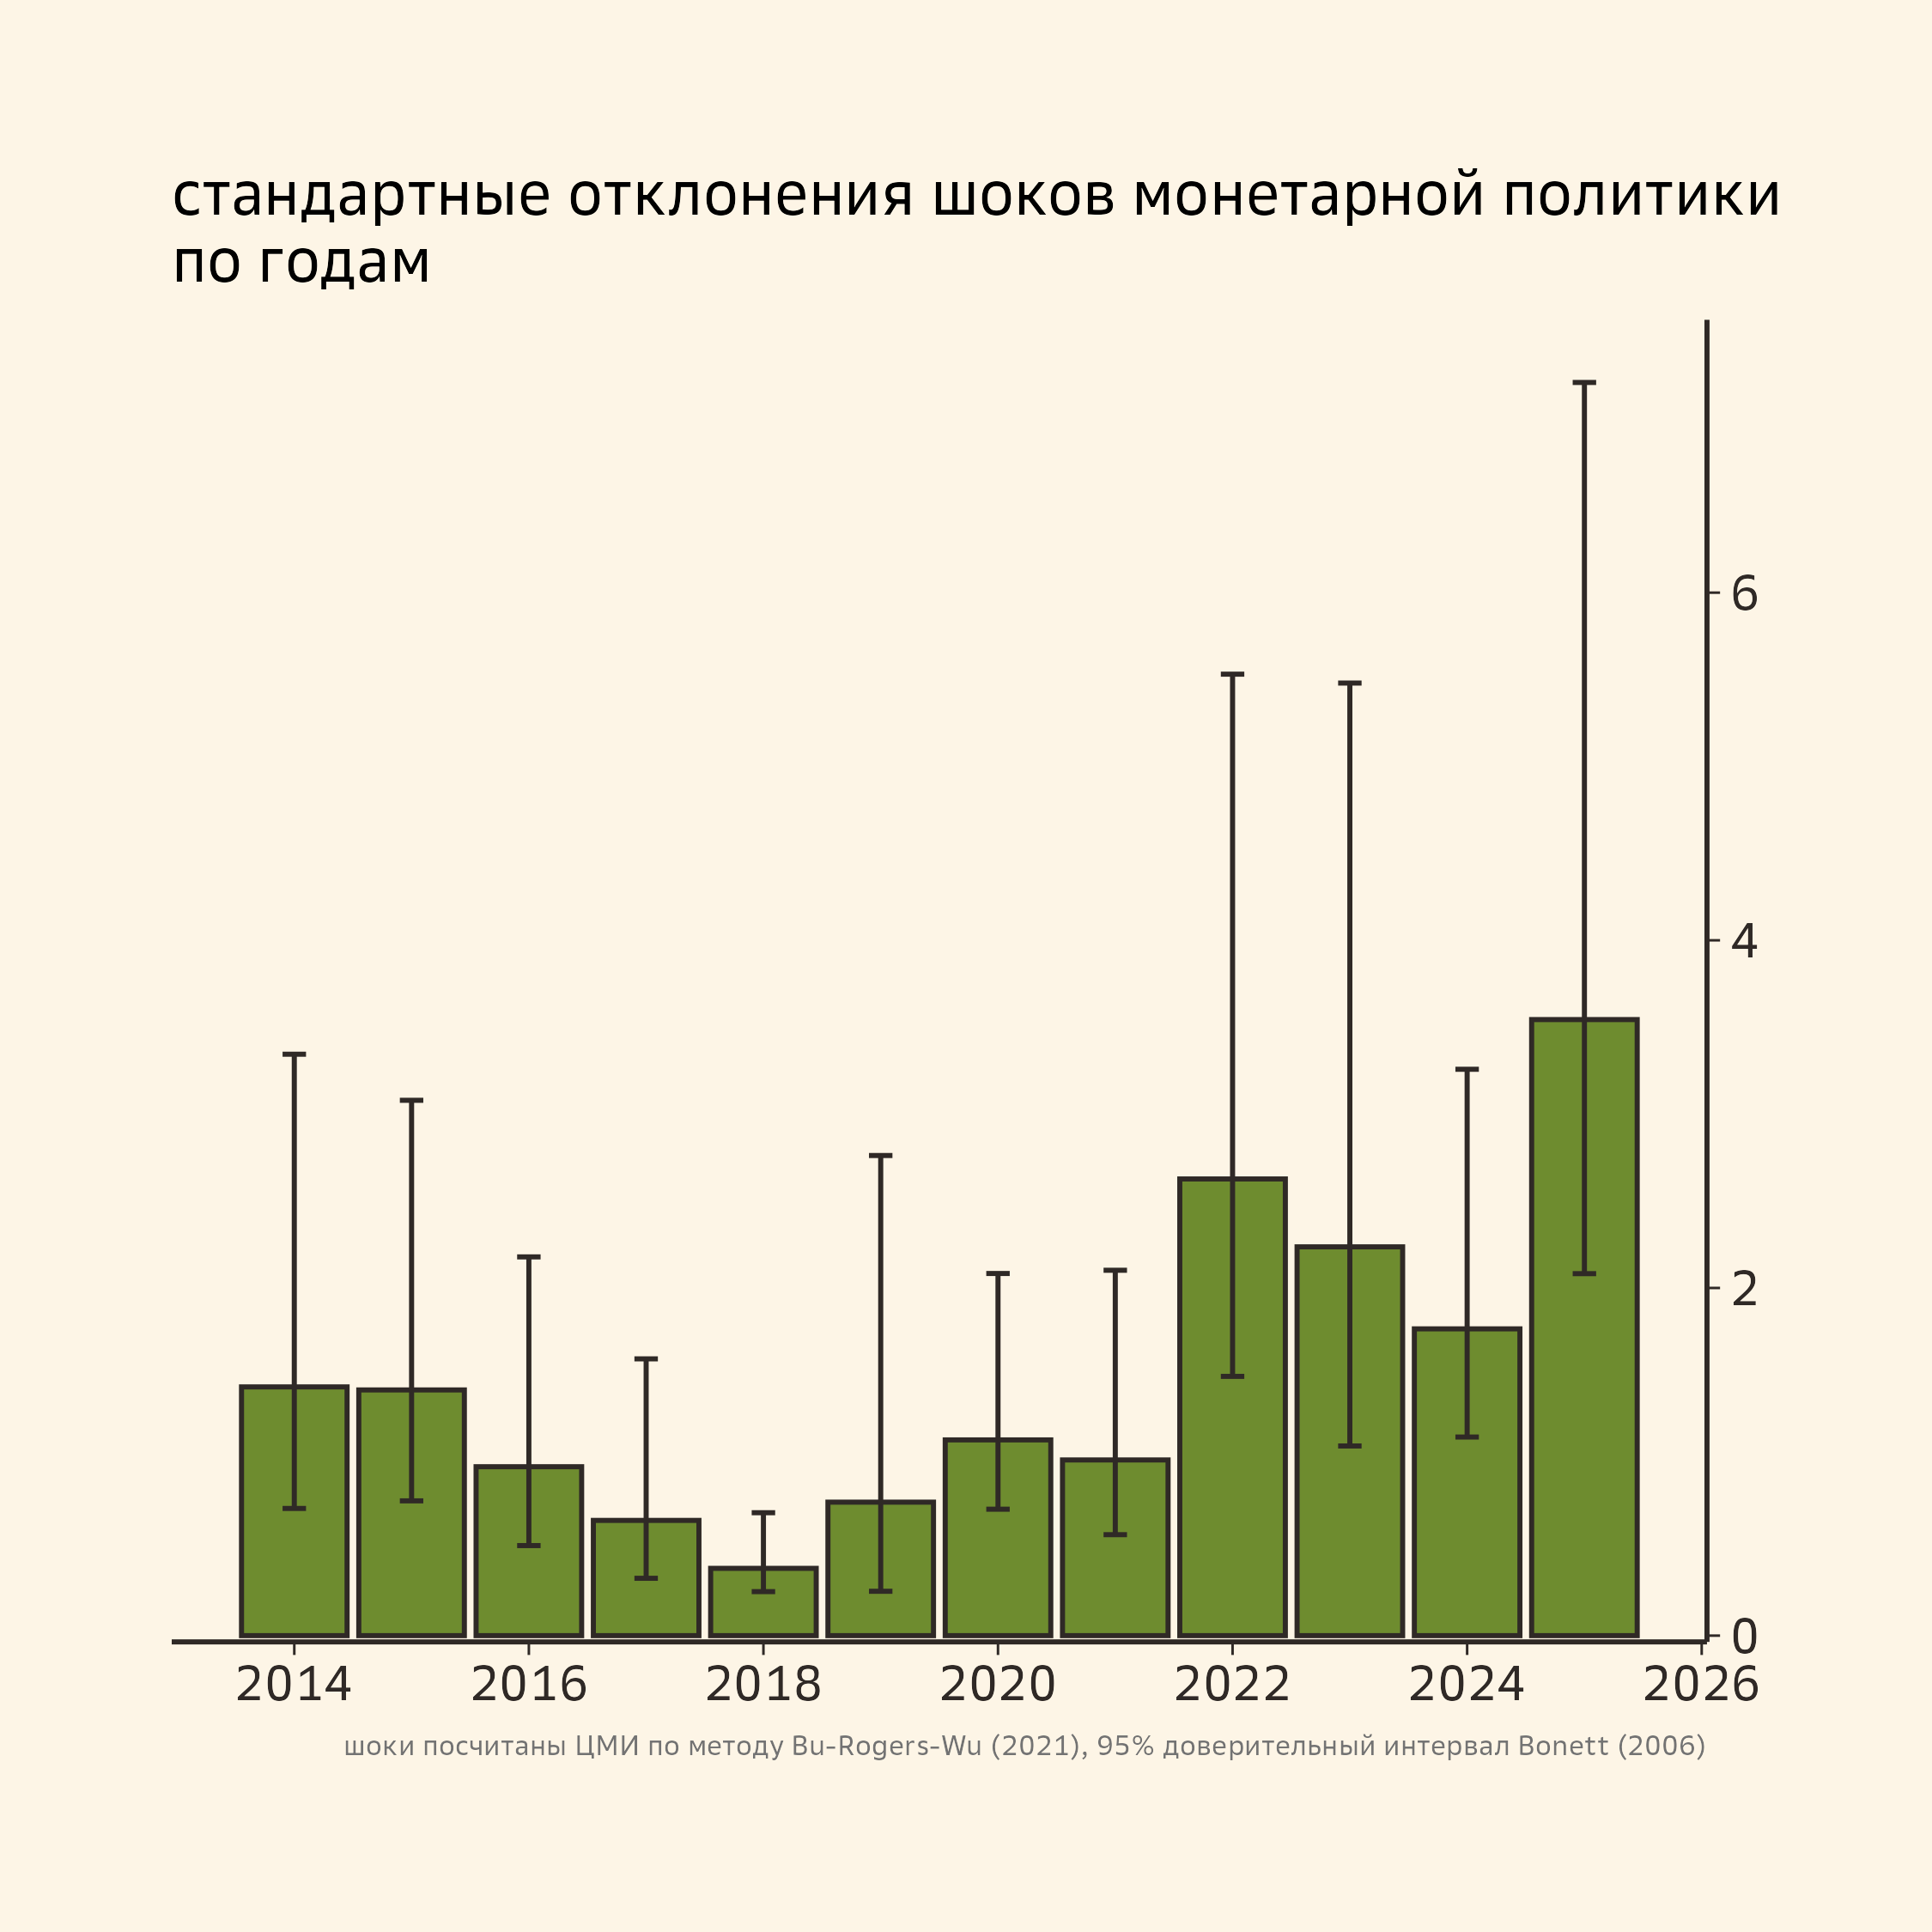 стандартные отклонения шоков монетарной политики
по годам
6
4
2
0
2014 2016 2018 2020 2022 2024 2026
шоки посчитаны ЦМИ по методу Bu-Rogers-Wu (2021), 95% доверительный интервал Bonett (2006)